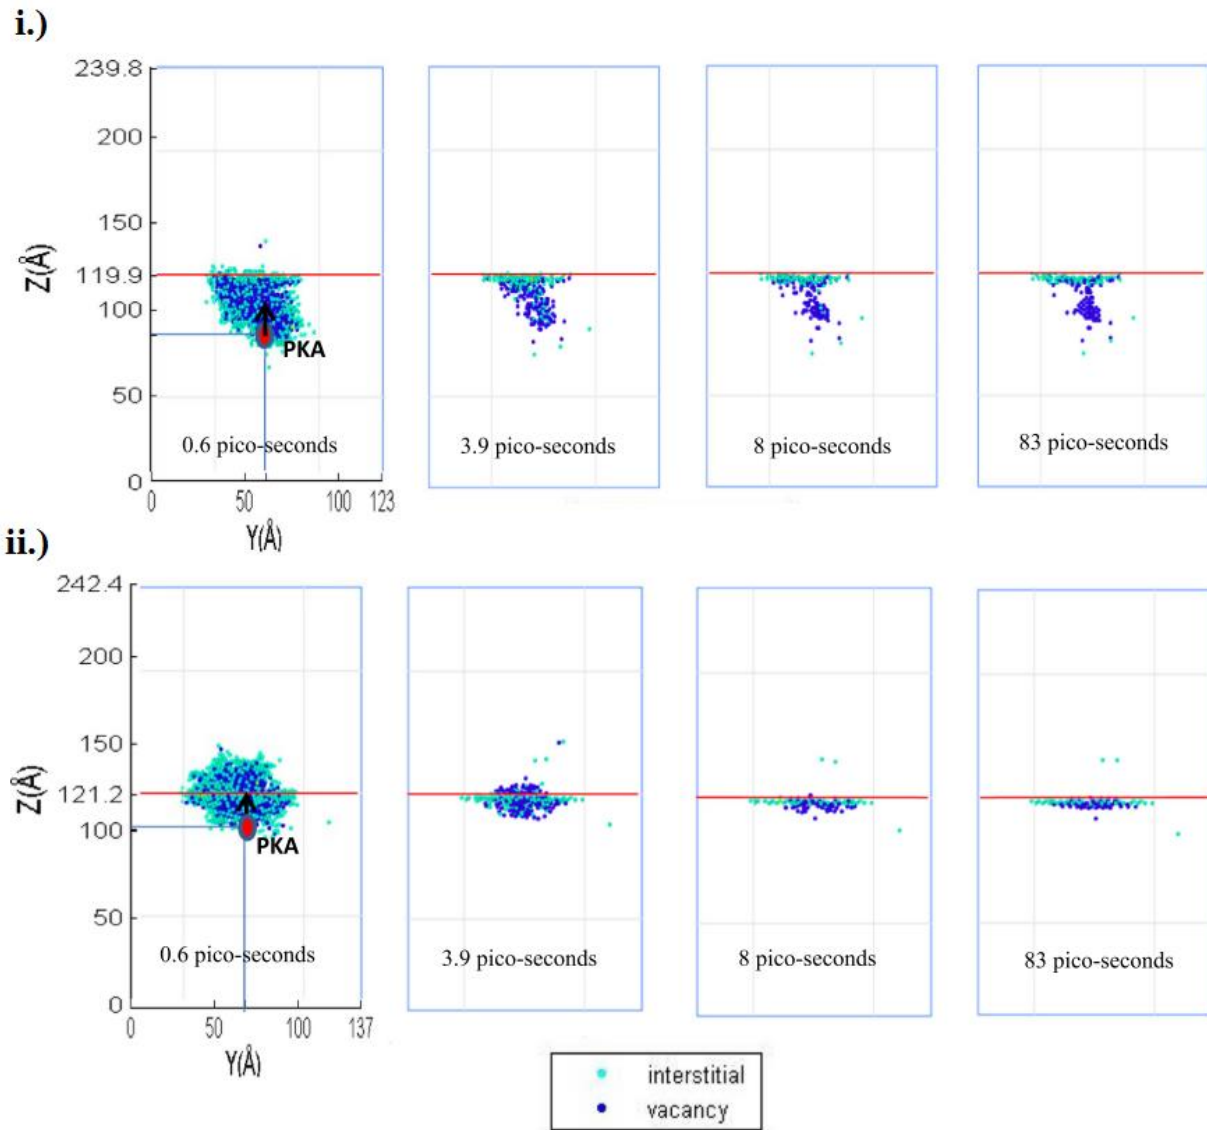 i.)
239.8
200
150
119.9
100
50
0
Z(Å)
PKA
0.6 pico-seconds
3.9 pico-seconds
8 pico-seconds
83 pico-seconds
0 50 100 123
Y(Å)
ii.)
242.4
200
150
121.2
100
50
0
Z(Å)
PKA
0.6 pico-seconds
3.9 pico-seconds
8 pico-seconds
83 pico-seconds
0 50 100 137
Y(Å)
interstitial
vacancy